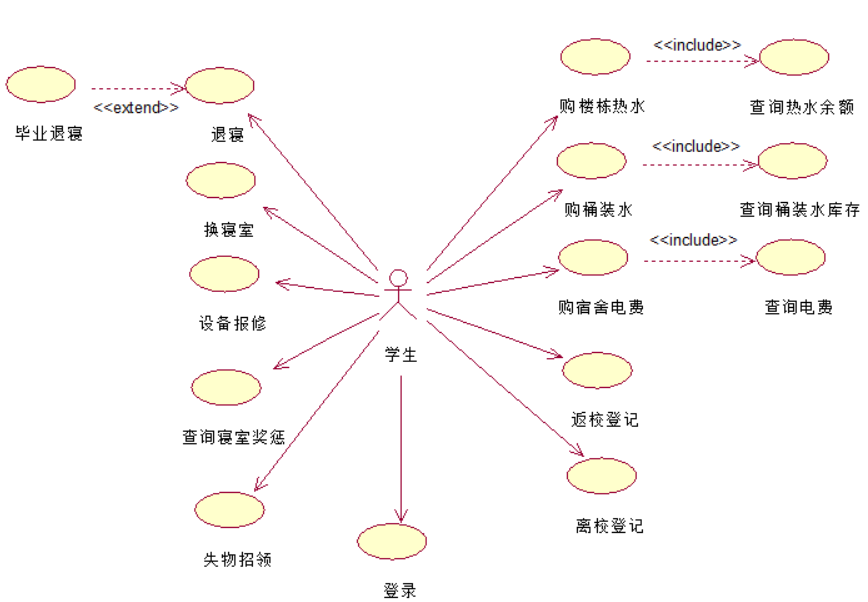 <<include>>
购楼栋热水
查询热水余额
<<extend>>
毕业退寝
退寝
<<include>>
换寝室
购桶装水
查询桶装水库存
<<include>>
设备报修
购宿舍电费
查询电费
学生
查询寝室奖惩
返校登记
失物招领
离校登记
登录